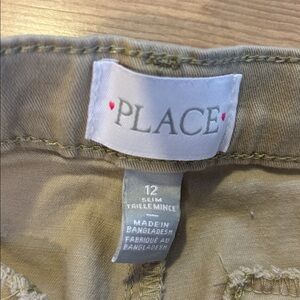 PLACE
12
SLIM
TAILLE MINCE
MADE IN
BANGLADESH
FABRIQUÉ AU
BANGLADESH